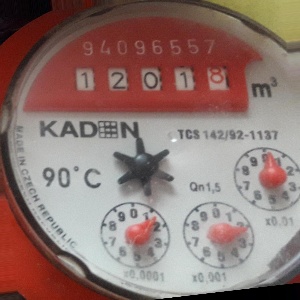 94096557
12018 m³
KADEN TCS 142/92-1137
90°C
Qn1,5
MADE IN CZECH REPUBLIC
x0,01
x0,0001 x0,001